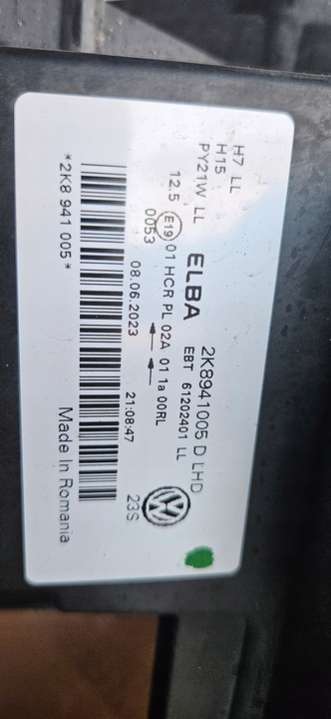 H7 LL
H15
PY21W LL
ELBA
2K8941005 D LHD
EBT 61202401 LL
12.5 E19 01 HCR PL 02A 01 1a 00RL
0053
08.06.2023
21:08:47
23S
*2K8 941 005*
Made in Romania